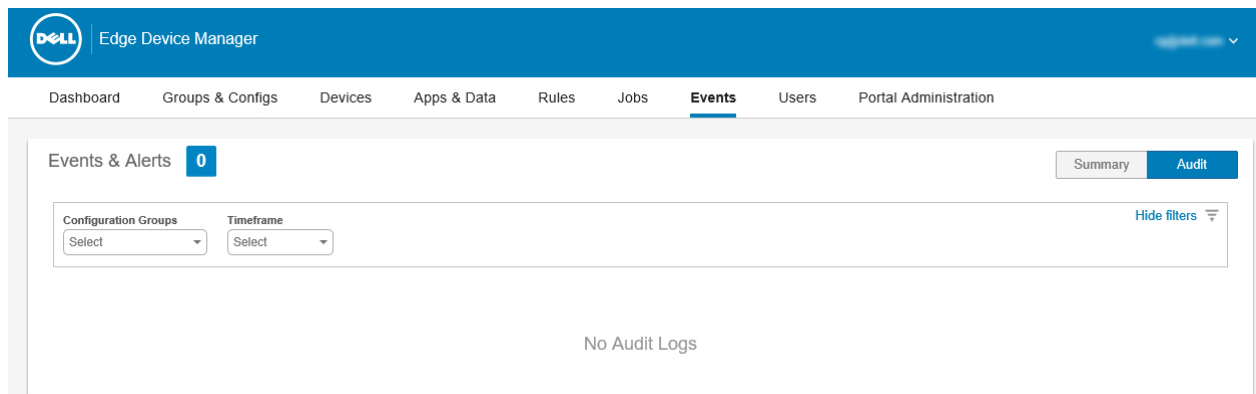 DELL
Edge Device Manager
Dashboard Groups & Configs Devices Apps & Data Rules Jobs Events Users Portal Administration
Events & Alerts 0
Summary Audit
Configuration Groups Timeframe
Hide filters
Select Select
No Audit Logs